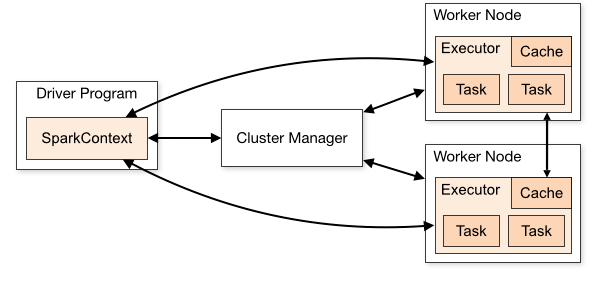 Driver Program
SparkContext
Cluster Manager
Worker Node
Executor
Cache
Task
Task
Worker Node
Executor
Cache
Task
Task